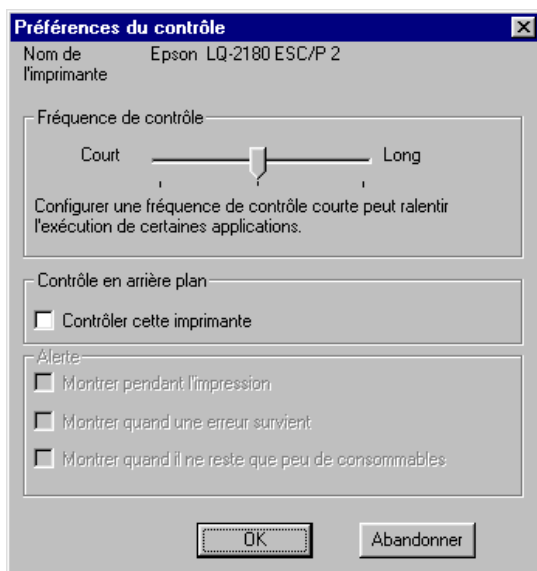 Préférences du contrôle
Nom de l'imprimante Epson LQ-2180 ESC/P 2
Fréquence de contrôle
Court Long
Configurer une fréquence de contrôle courte peut ralentir
l'exécution de certaines applications.
Contrôle en arrière plan
Contrôler cette imprimante
Alerte
Montrer pendant l'impression
Montrer quand une erreur survient
Montrer quand il ne reste que peu de consommables
OK Abandonner